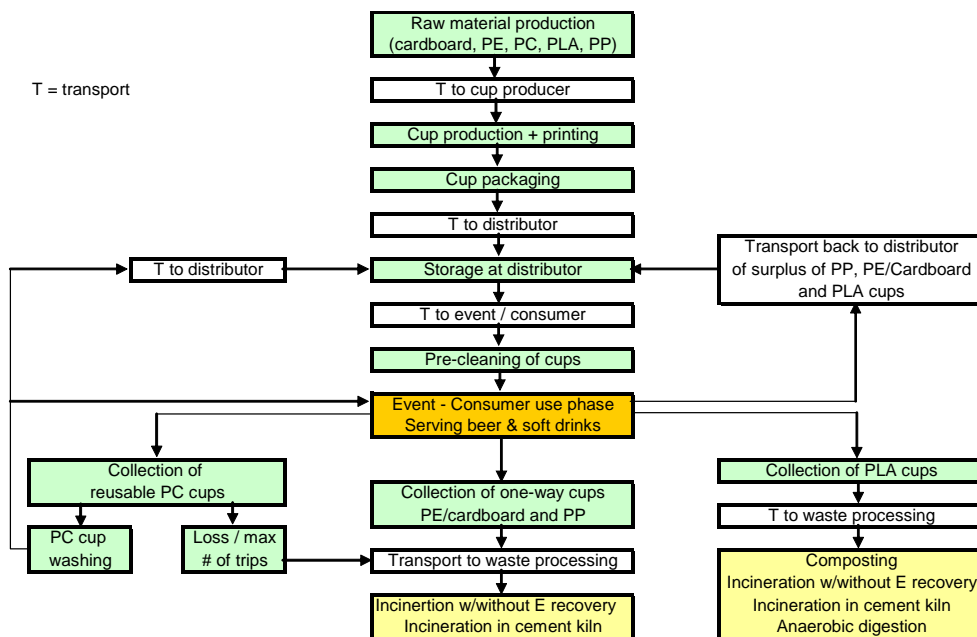 Raw material production
(cardboard, PE, PC, PLA, PP)
T = transport
T to cup producer
Cup production + printing
Cup packaging
T to distributor
Transport back to distributor
of surplus of PP, PE/Cardboard
and PLA cups
T to distributor
Storage at distributor
T to event / consumer
Pre-cleaning of cups
Event - Consumer use phase
Serving beer & soft drinks
Collection of
reusable PC cups
Collection of PLA cups
Collection of one-way cups
PE/cardboard and PP
T to waste processing
PC cup
washing
Loss / max
# of trips
Transport to waste processing
Composting
Incineration w/without E recovery
Incineration in cement kiln
Anaerobic digestion
Incinertion w/without E recovery
Incineration in cement kiln